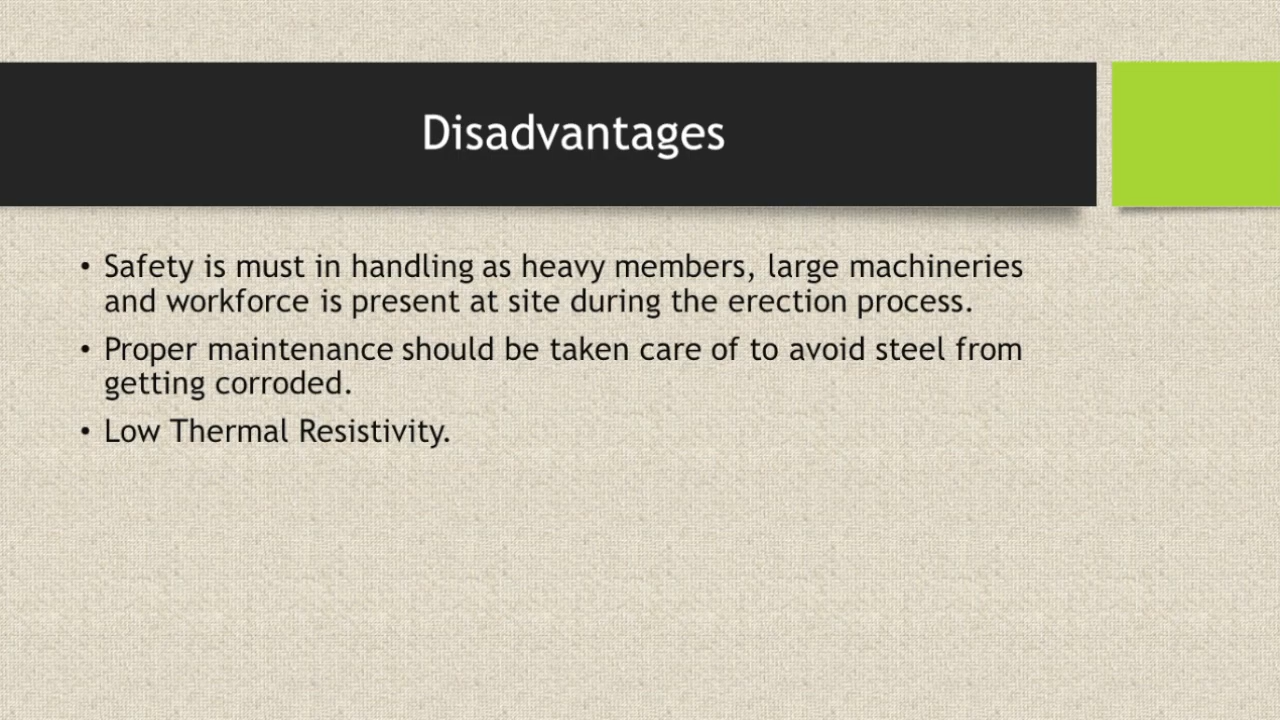 Disadvantages
• Safety is must in handling as heavy members, large machineries
and workforce is present at site during the erection process.
• Proper maintenance should be taken care of to avoid steel from
getting corroded.
• Low Thermal Resistivity.